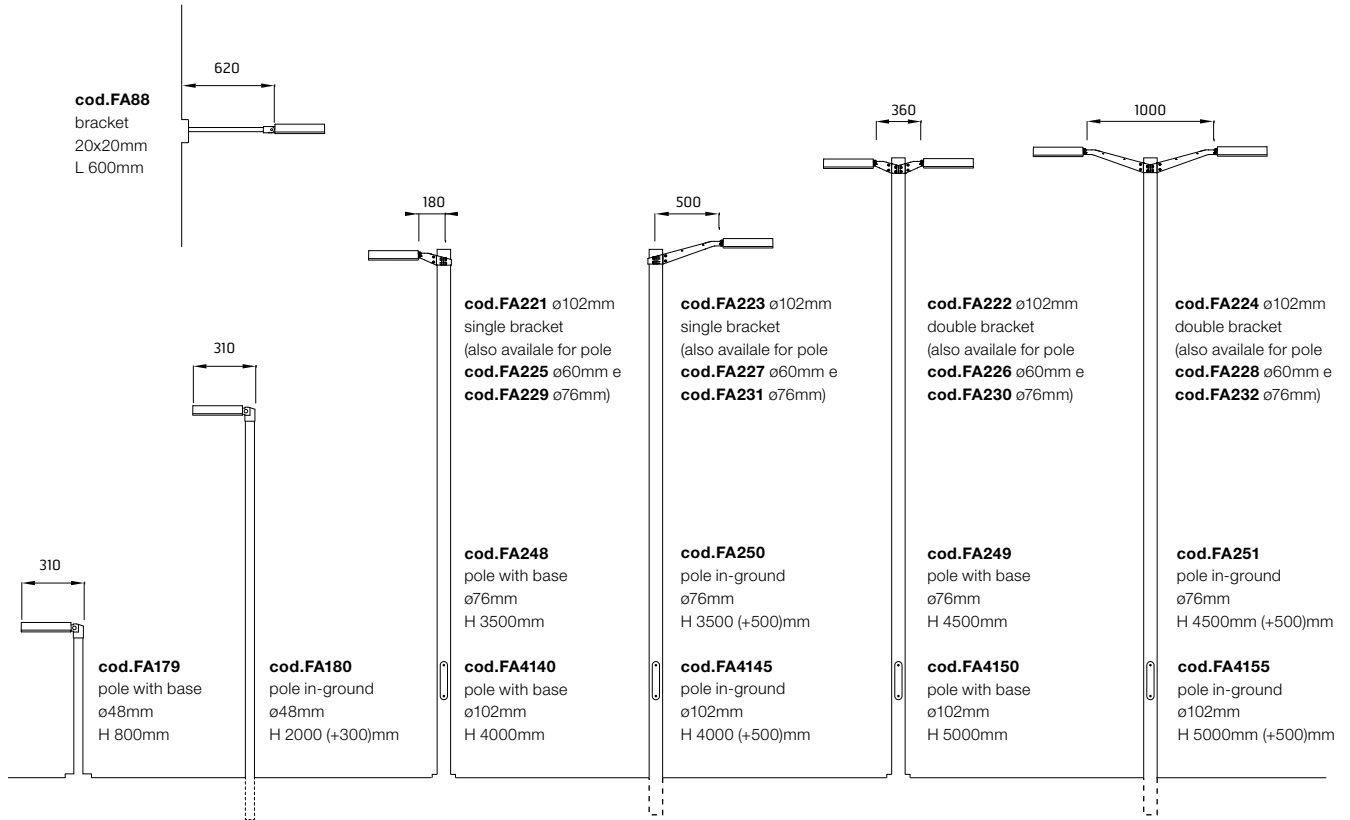 620
cod.FA88
bracket
20x20mm
L 600mm
180
500
360
1000
310
310
cod.FA221 ø102mm
single bracket
(also availale for pole
cod.FA225 ø60mm e
cod.FA229 ø76mm)
cod.FA223 ø102mm
single bracket
(also availale for pole
cod.FA227 ø60mm e
cod.FA231 ø76mm)
cod.FA222 ø102mm
double bracket
(also availale for pole
cod.FA226 ø60mm e
cod.FA230 ø76mm)
cod.FA224 ø102mm
double bracket
(also availale for pole
cod.FA228 ø60mm e
cod.FA232 ø76mm)
cod.FA248
pole with base
ø76mm
H 3500mm
cod.FA250
pole in-ground
ø76mm
H 3500 (+500)mm
cod.FA249
pole with base
ø76mm
H 4500mm
cod.FA251
pole in-ground
ø76mm
H 4500mm (+500)mm
cod.FA179
pole with base
ø48mm
H 800mm
cod.FA180
pole in-ground
ø48mm
H 2000 (+300)mm
cod.FA4140
pole with base
ø102mm
H 4000mm
cod.FA4145
pole in-ground
ø102mm
H 4000 (+500)mm
cod.FA4150
pole with base
ø102mm
H 5000mm
cod.FA4155
pole in-ground
ø102mm
H 5000mm (+500)mm